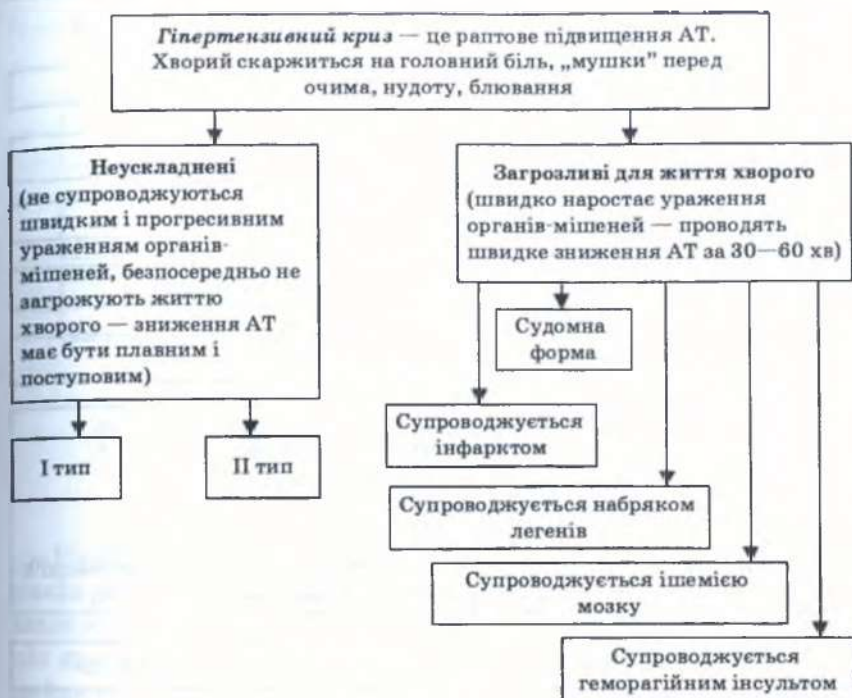 Гіпертензивний криз — це раптове підвищення АТ.
Хворий скаржиться на головний біль, „мушки” перед
очима, нудоту, блювання
Неускладнені
(не супроводжуються
швидким і прогресивним
ураженням органів-
мішеней, безпосередньо не
загрожують життю
хворого — зниження АТ
має бути плавним і
поступовим)
I тип
II тип
Загрозливі для життя хворого
(швидко наростає ураження
органів-мішеней — проводять
швидке зниження АТ за 30—60 хв)
Судомна
форма
Супроводжується
інфарктом
Супроводжується набряком
легенів
Супроводжується ішемією
мозку
Супроводжується
геморагійним інсультом